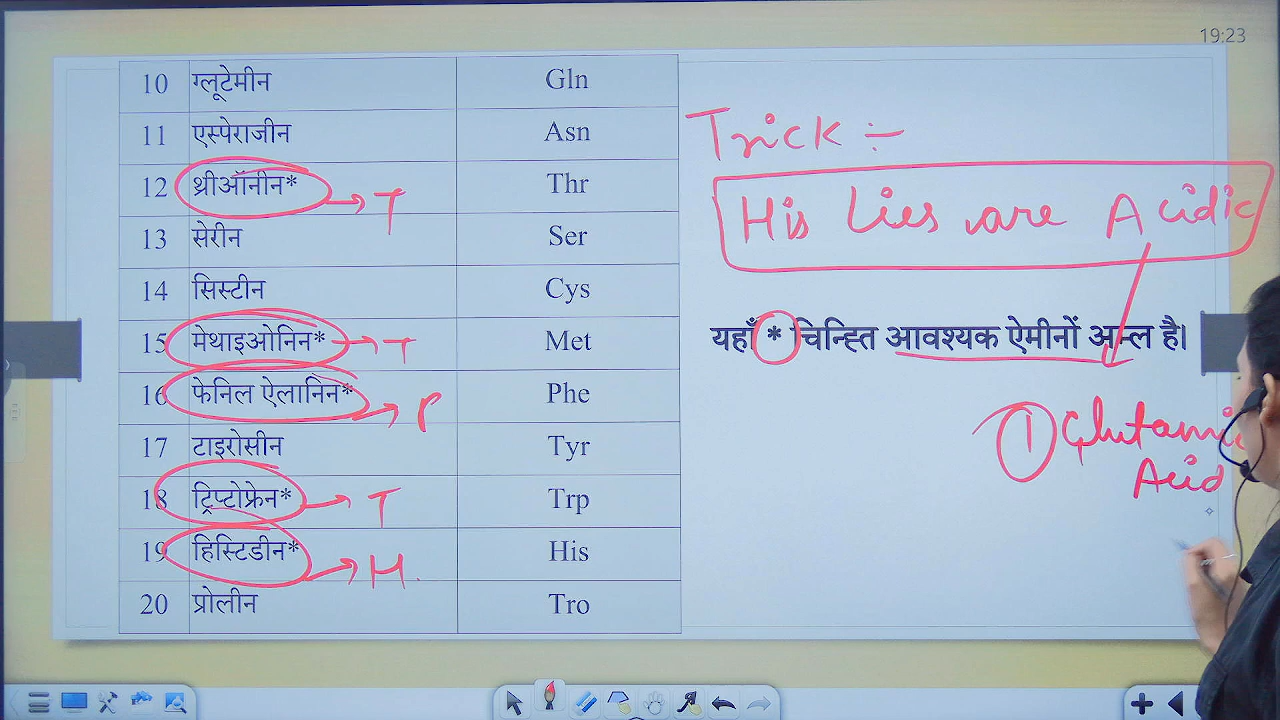 19:23
10 ग्लूटेमीन Gln
11 एस्पेराजीन Asn
12 थ्रीऑनीन* Thr
→ T
13 सेरीन Ser
14 सिस्टीन Cys
15 मेथाइओनिन* Met
→ T
16 फेनिल ऐलानिन* Phe
→ P
17 टाइरोसीन Tyr
18 ट्रिप्टोफ्रेन* Trp
→ T
19 हिस्टिडीन* His
→ H.
20 प्रोलीन Tro
Trick :-
His Lies are Acidic
यहाँ * चिन्ह्ति आवश्यक ऐमीनों अम्ल है।
① Glutamic
Acid